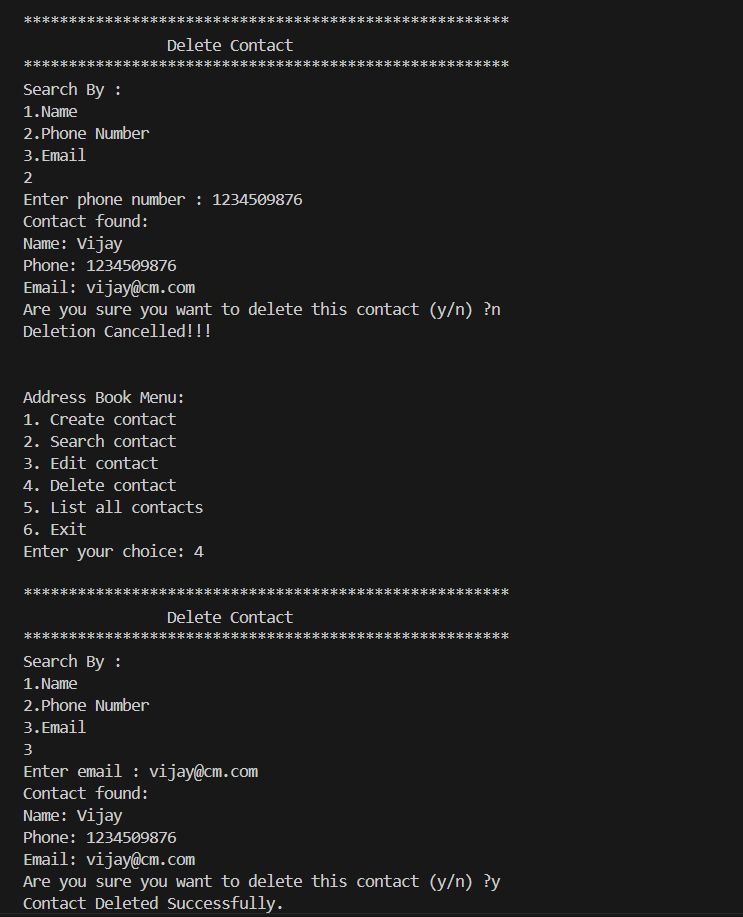 ******************************************************
Delete Contact
******************************************************
Search By :
1.Name
2.Phone Number
3.Email
2
Enter phone number : 1234509876
Contact found:
Name: Vijay
Phone: 1234509876
Email: vijay@cm.com
Are you sure you want to delete this contact (y/n) ?n
Deletion Cancelled!!!
Address Book Menu:
1. Create contact
2. Search contact
3. Edit contact
4. Delete contact
5. List all contacts
6. Exit
Enter your choice: 4
******************************************************
Delete Contact
******************************************************
Search By :
1.Name
2.Phone Number
3.Email
3
Enter email : vijay@cm.com
Contact found:
Name: Vijay
Phone: 1234509876
Email: vijay@cm.com
Are you sure you want to delete this contact (y/n) ?y
Contact Deleted Successfully.